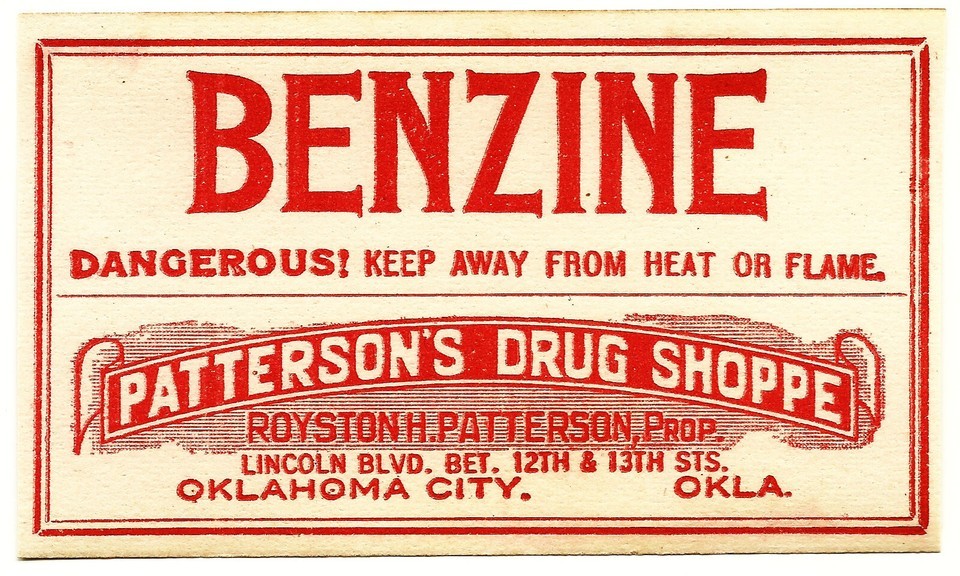 BENZINE
DANGEROUS! KEEP AWAY FROM HEAT OR FLAME.
PATTERSON'S DRUG SHOPPE
ROYSTON H. PATTERSON, PROP.
LINCOLN BLVD. BET. 12TH & 13TH STS.
OKLAHOMA CITY. OKLA.